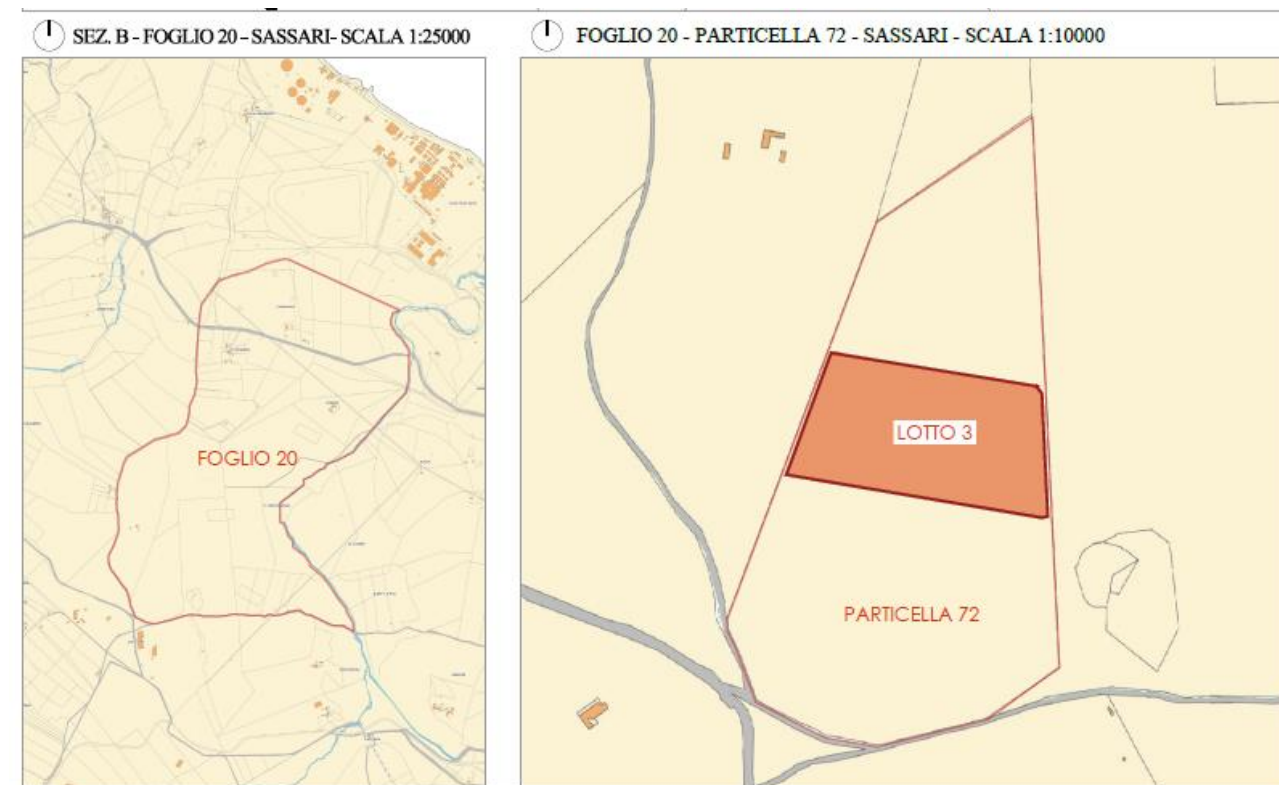 SEZ. B - FOGLIO 20 - SASSARI- SCALA 1:25000
FOGLIO 20 - PARTICELLA 72 - SASSARI - SCALA 1:10000
FOGLIO 20
LOTTO 3
PARTICELLA 72